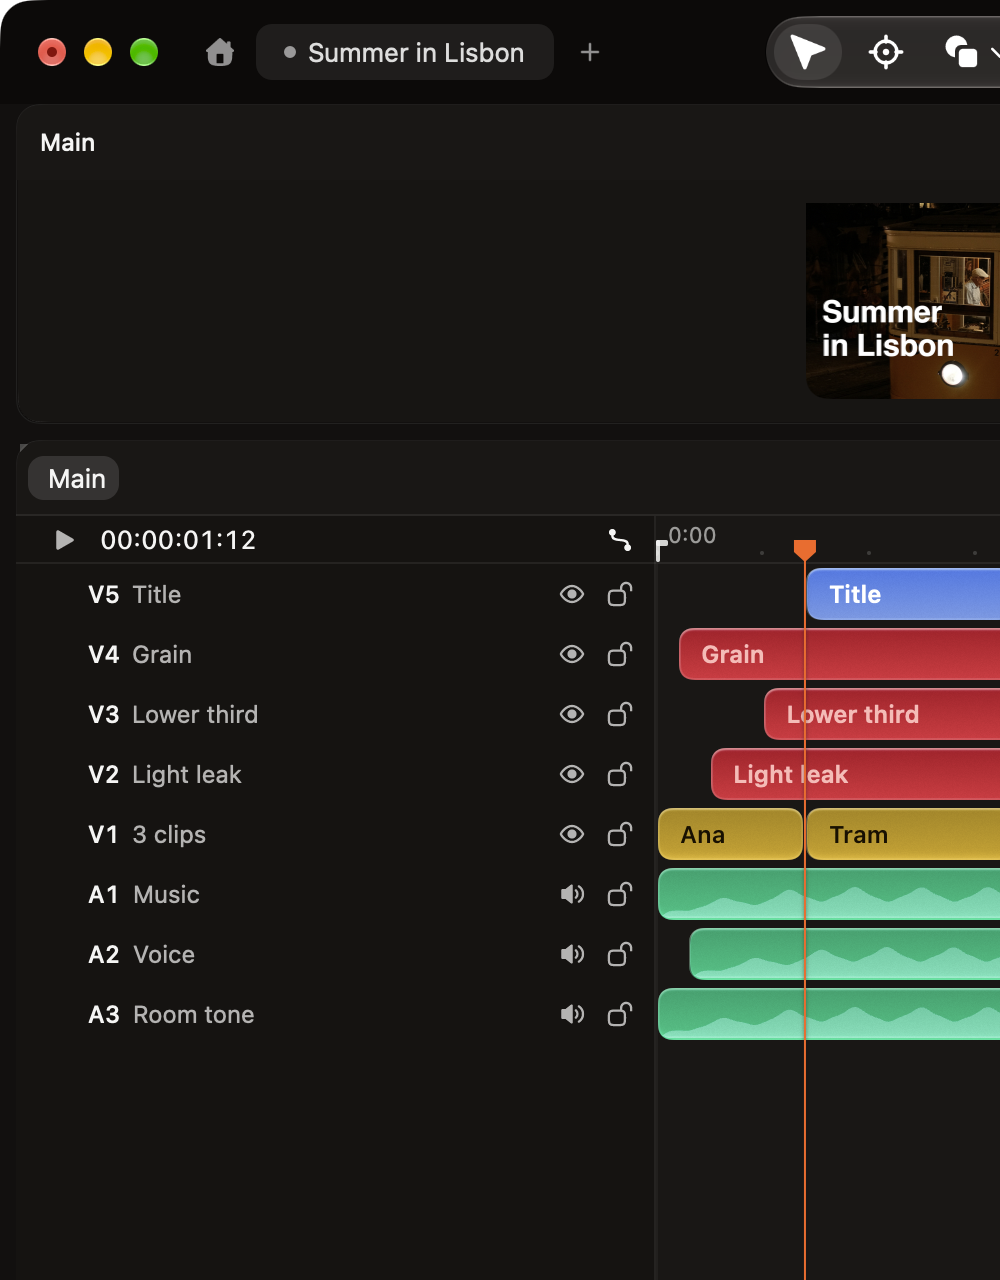 Summer in Lisbon
Main
Summer
in Lisbon
Main
00:00:01:12
0:00
V5 Title
Title
V4 Grain
Grain
V3 Lower third
Lower third
V2 Light leak
Light leak
V1 3 clips
Ana
Tram
A1 Music
A2 Voice
A3 Room tone